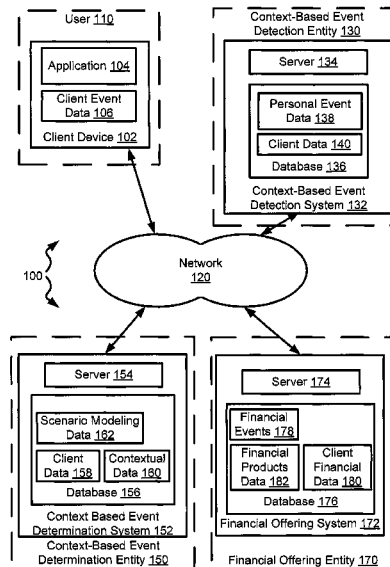 User 110
Application 104
Client Event
Data 106
Client Device 102
Context-Based Event
Detection Entity 130
Server 134
Personal Event
Data 138
Client Data 140
Database 136
Context-Based Event
Detection System 132
100
Network
120
Server 154
Scenario Modeling
Data 162
Client
Data 158
Contextual
Data 160
Database 156
Context Based Event
Determination System 152
Context-Based Event
Determination Entity 150
Server 174
Financial
Events 178
Financial
Products
Data 182
Client
Financial
Data 180
Database 176
Financial Offering System 172
Financial Offering Entity 170